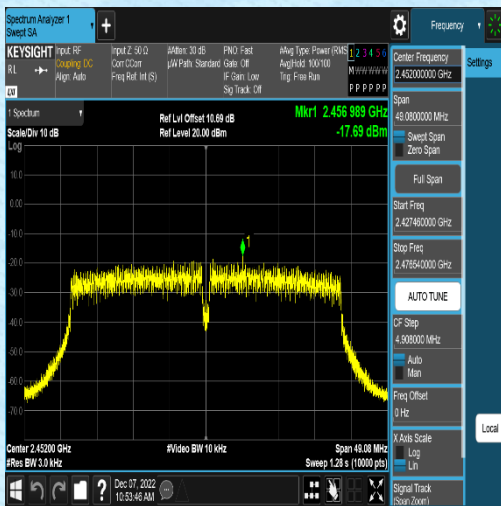 Spectrum Analyzer 1
Swept SA
Frequency
KEYSIGHT
RL
Input: RF
Coupling: DC
Align: Auto
Input Z: 50 Ω
Corr CCorr
Freq Ref: Int (S)
#Atten: 30 dB
µW Path: Standard
PNO: Fast
Gate: Off
IF Gain: Low
Sig Track: Off
#Avg Type: Power (RMS
Avg|Hold: 100/100
Trig: Free Run
1 2 3 4 5 6
M W W W W W
P P P P P P
LXI
1 Spectrum
Scale/Div 10 dB
Log
Ref Lvl Offset 10.69 dB
Ref Level 20.00 dBm
Mkr1 2.456 989 GHz
-17.69 dBm
10.0
0.00
-10.0
-20.0
-30.0
-40.0
-50.0
-60.0
-70.0
1
Center 2.45200 GHz
#Res BW 3.0 kHz
#Video BW 10 kHz
Span 49.08 MHz
Sweep 1.28 s (10000 pts)
Dec 07, 2022
10:53:46 AM
?
Center Frequency
2.452000000 GHz
Settings
Span
49.0800000 MHz
Swept Span
Zero Span
Full Span
Start Freq
2.427460000 GHz
Stop Freq
2.476540000 GHz
AUTO TUNE
CF Step
4.908000 MHz
Auto
Man
Freq Offset
0 Hz
X Axis Scale
Log
Lin
Signal Track
(Span Zoom)
Local